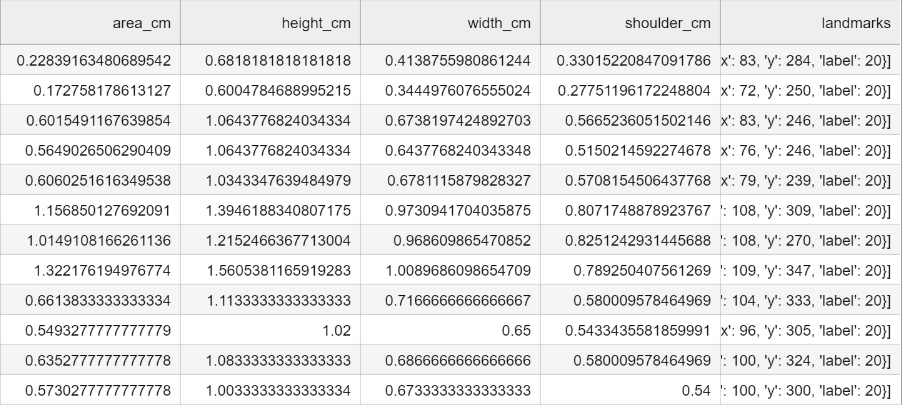 area_cm height_cm width_cm shoulder_cm landmarks
0.22839163480689542 0.6818181818181818 0.4138755980861244 0.33015220847091786 x': 83, 'y': 284, 'label': 20}]
0.172758178613127 0.6004784688995215 0.3444976076555024 0.27751196172248804 x': 72, 'y': 250, 'label': 20}]
0.6015491167639854 1.0643776824034334 0.6738197424892703 0.5665236051502146 x': 83, 'y': 246, 'label': 20}]
0.5649026506290409 1.0643776824034334 0.6437768240343348 0.5150214592274678 x': 76, 'y': 246, 'label': 20}]
0.6060251616349538 1.0343347639484979 0.6781115879828327 0.5708154506437768 x': 79, 'y': 239, 'label': 20}]
1.156850127692091 1.3946188340807175 0.9730941704035875 0.8071748878923767 ': 108, 'y': 309, 'label': 20}]
1.0149108166261136 1.2152466367713004 0.968609865470852 0.8251242931445688 ': 108, 'y': 270, 'label': 20}]
1.322176194976774 1.5605381165919283 1.0089686098654709 0.789250407561269 ': 109, 'y': 347, 'label': 20}]
0.6613833333333334 1.1133333333333333 0.7166666666666667 0.580009578464969 ': 104, 'y': 333, 'label': 20}]
0.5493277777777779 1.02 0.65 0.5433435581859991 x': 96, 'y': 305, 'label': 20}]
0.6352777777777778 1.0833333333333333 0.6866666666666666 0.580009578464969 ': 100, 'y': 324, 'label': 20}]
0.5730277777777778 1.0033333333333334 0.6733333333333333 0.54 ': 100, 'y': 300, 'label': 20}]